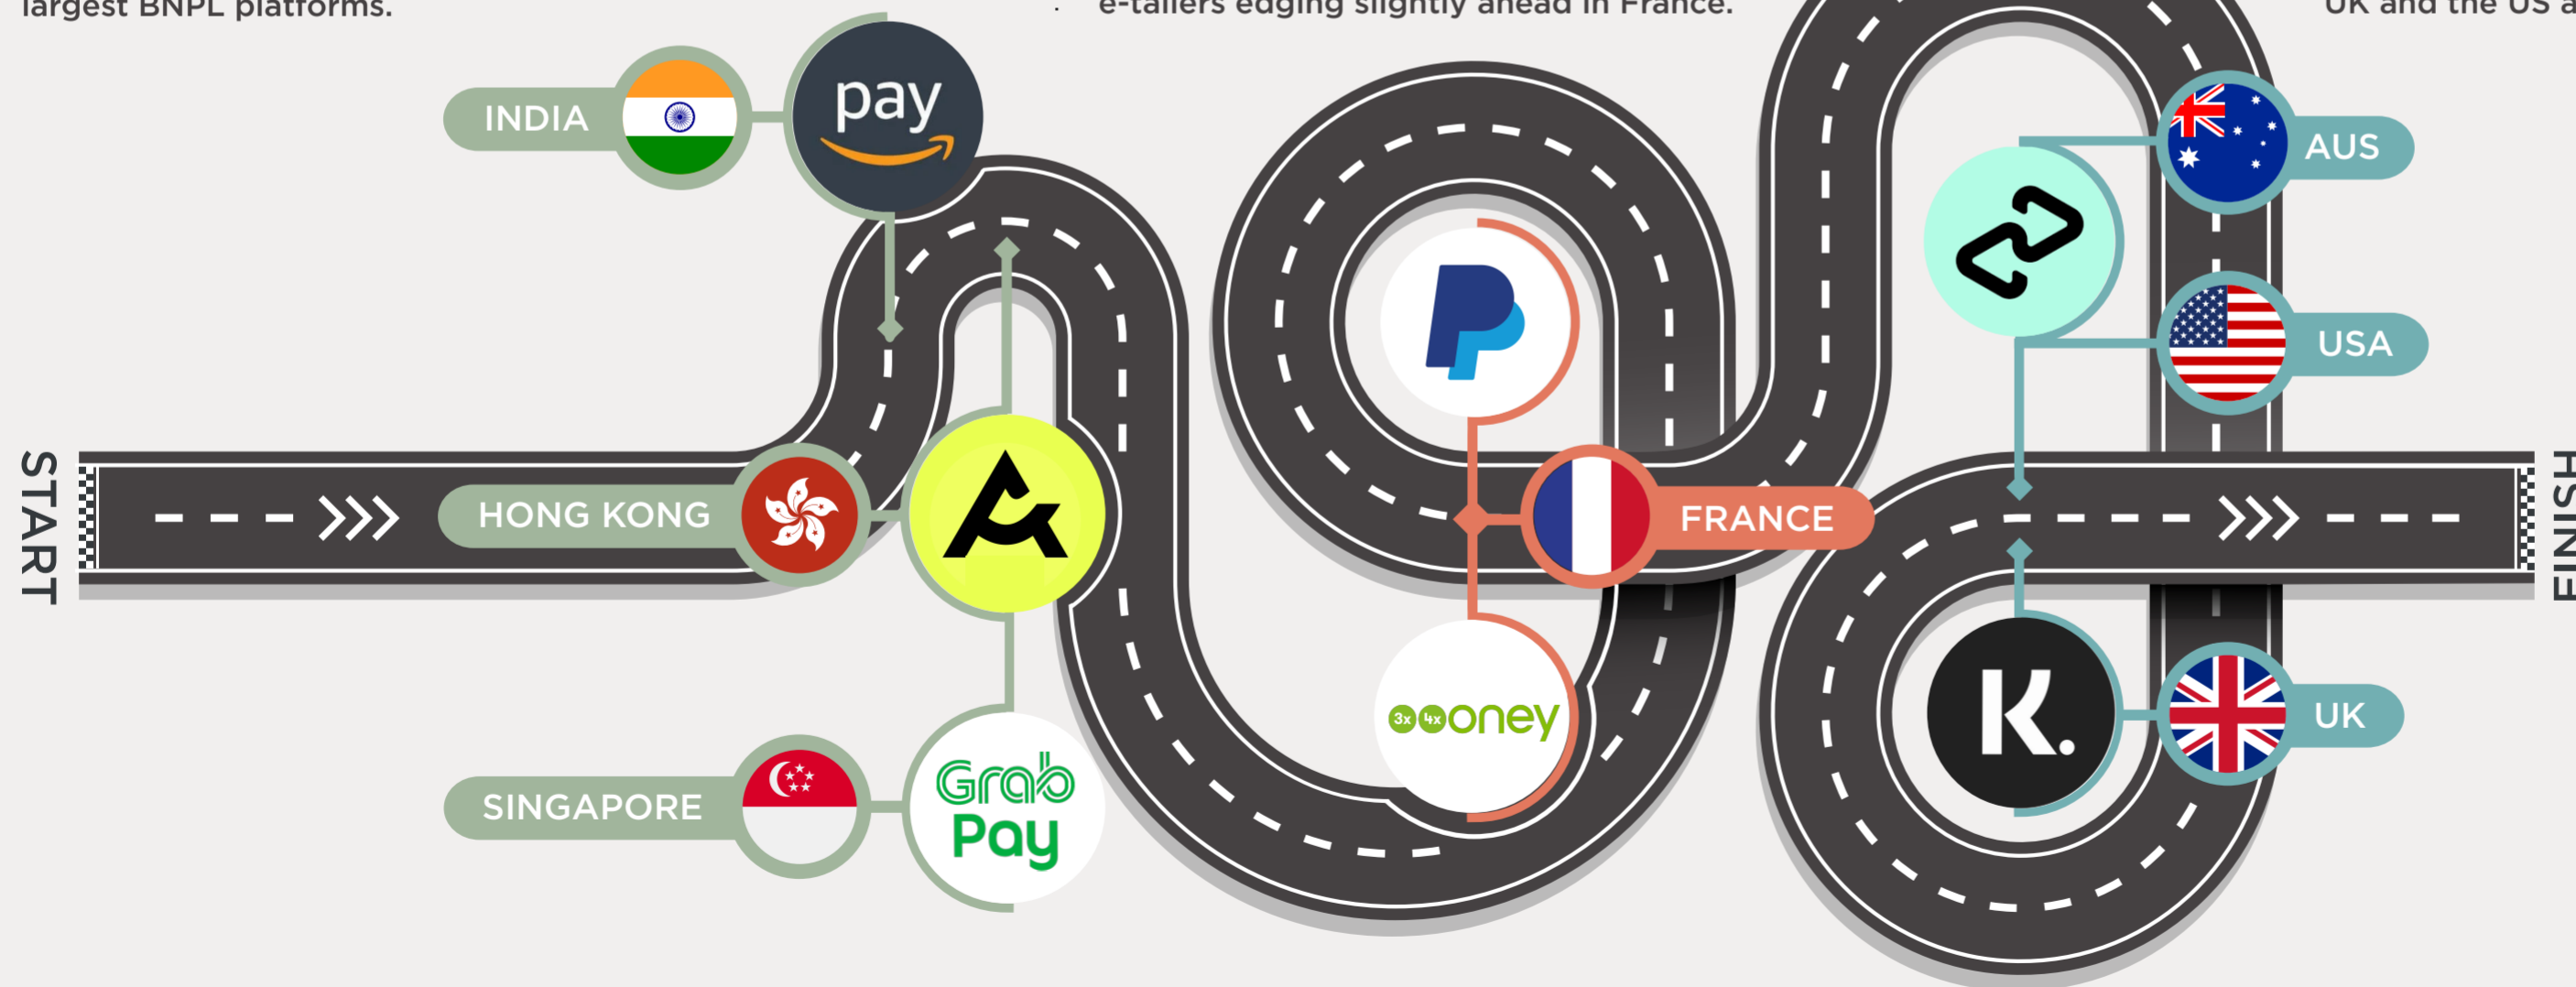 largest BNPL platforms.
e-tailers edging slightly ahead in France.
UK and the US a
INDIA
pay
AUS
USA
START
HONG KONG
FRANCE
FINISH
3x 4x oney
K.
UK
SINGAPORE
Grab
Pay